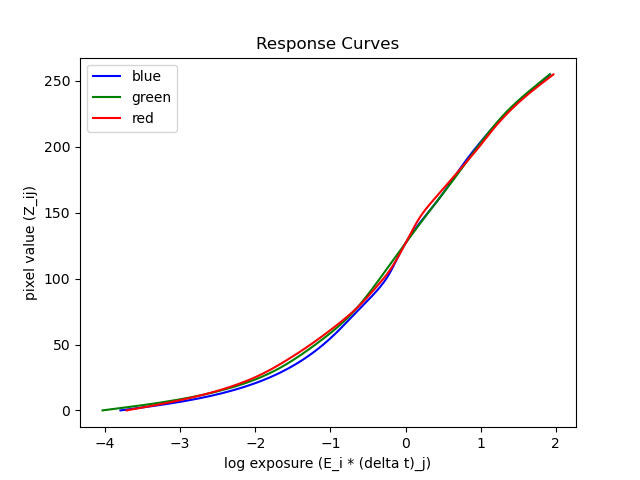 Response Curves
blue
green
red
pixel value (Z_ij)
250
200
150
100
50
0
−4
−3
−2
−1
0
1
2
log exposure (E_i * (delta t)_j)